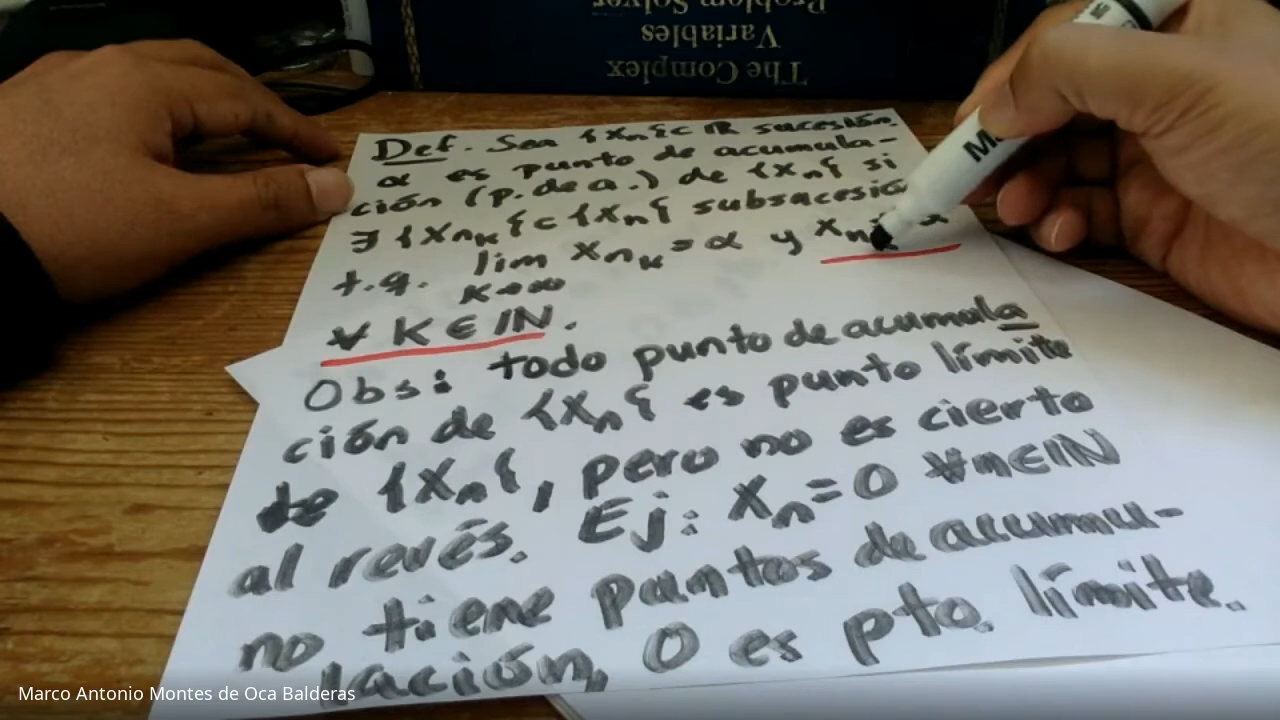 The Complex
Variables
Problem Solver
Def. Sea {Xn}⊂ℝ sucesión,
α es punto de acumula-
ción (p. de a.) de {Xn} si
∃ {Xnₖ}⊂{Xn} subsucesión
t.q. lim Xnₖ=α y Xnₖ α
K→∞
∀ K∈ℕ.
Obs: todo punto de acumula
ción de {Xn} es punto límite
de {Xn}, pero no es cierto
al revés. Ej: Xn=0 ∀n∈ℕ
no tiene puntos de acumu-
lación, 0 es pto. límite.
Marco Antonio Montes de Oca Balderas